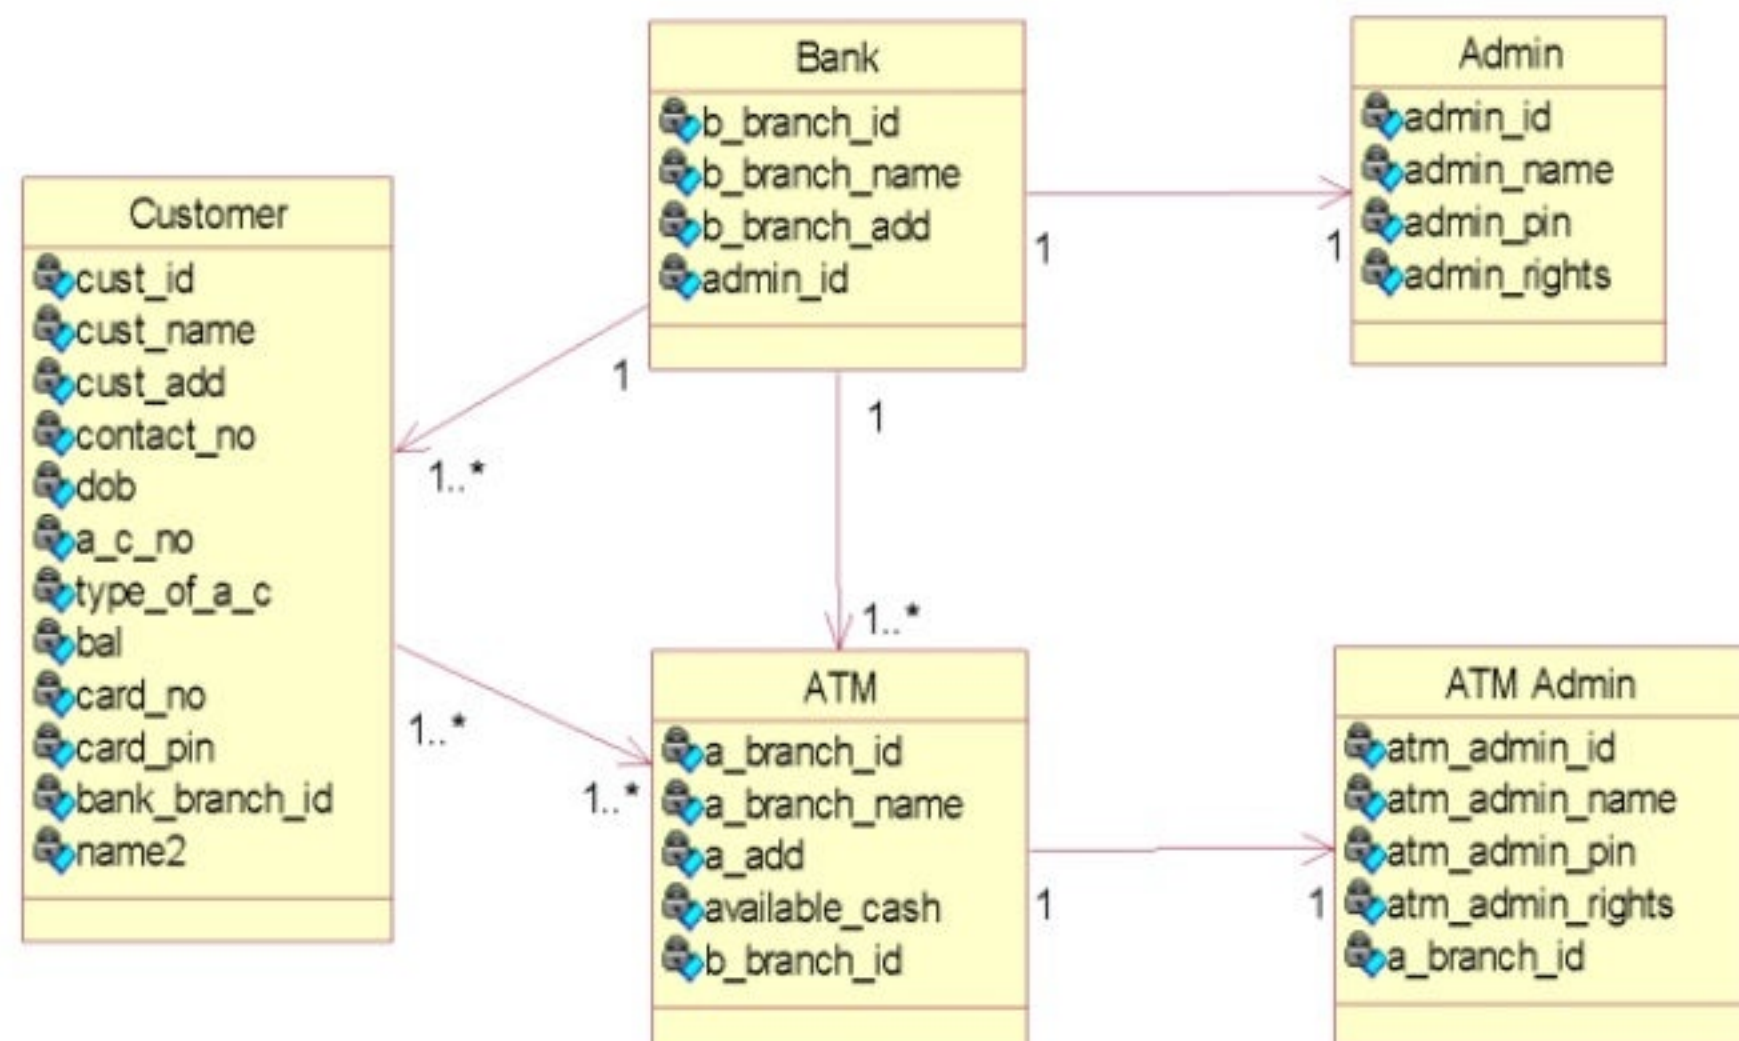 Bank
b_branch_id
b_branch_name
b_branch_add
admin_id
Admin
admin_id
admin_name
admin_pin
admin_rights
Customer
cust_id
cust_name
cust_add
contact_no
dob
a_c_no
type_of_a_c
bal
card_no
card_pin
bank_branch_id
name2
1
1
1
1..*
1
1..*
1..*
1..*
ATM
a_branch_id
a_branch_name
a_add
available_cash
b_branch_id
1
1
ATM Admin
atm_admin_id
atm_admin_name
atm_admin_pin
atm_admin_rights
a_branch_id